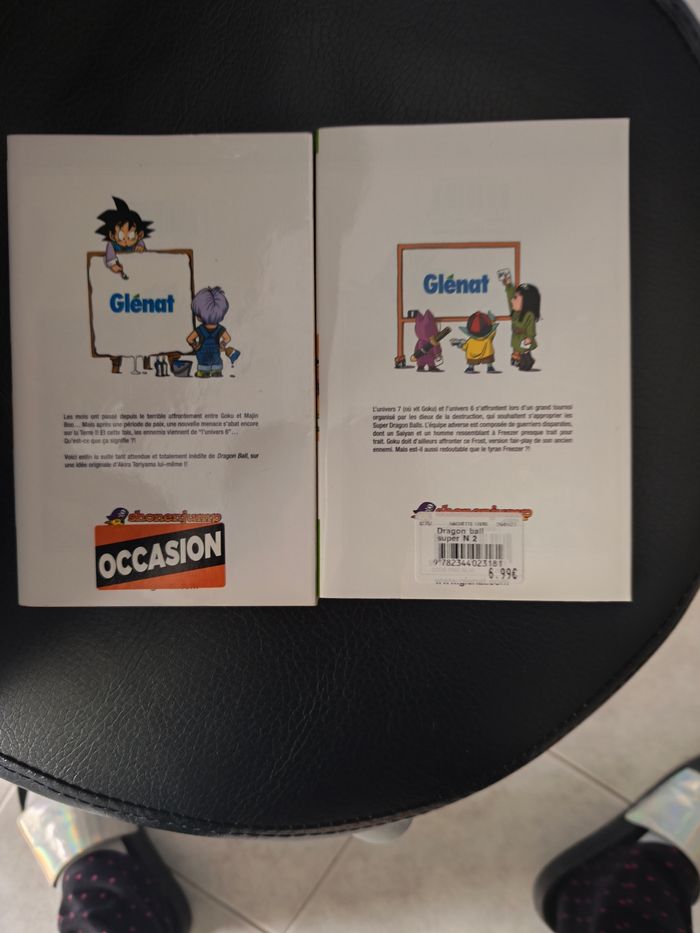 Glénat
Les mois ont passé depuis le terrible affrontement entre Goku et Majin
Boo... Mais après une période de paix, une nouvelle menace s'abat encore
sur la Terre !! Et cette fois, les ennemis viennent de "l'univers 6"...
Qu'est-ce que ça signifie ?!
Voici enfin la suite tant attendue et totalement inédite de Dragon Ball, sur
une idée originale d'Akira Toriyama lui-même !!
shonenjump
OCCASION
Glénat
L'univers 7 (où vit Goku) et l'univers 6 s'affrontent lors d'un grand tournoi
organisé par les dieux de la destruction, qui souhaitent s'approprier les
Super Dragon Balls. L'équipe adverse est composée de guerriers disparates,
dont un Saïyan et un homme ressemblant à Freezer presque trait pour
trait. Goku doit d'ailleurs affronter ce Frost, version fair-play de son ancien
ennemi. Mais est-il aussi redoutable que le tyran Freezer ?!
shonenjump
Dragon ball
super N 2
9782344023181
6.99€